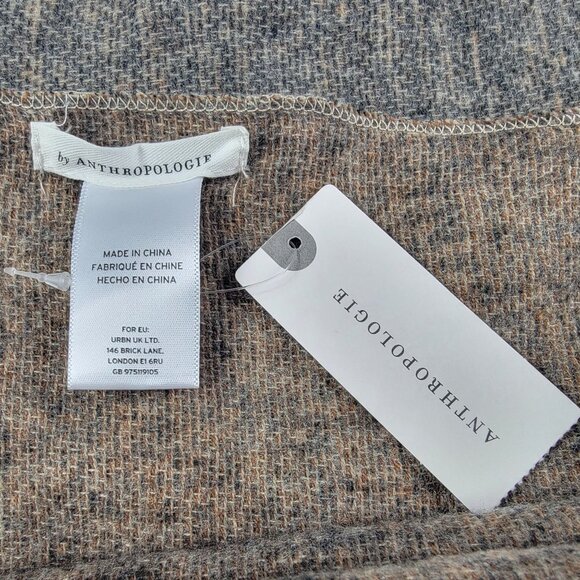 by ANTHROPOLOGIE
MADE IN CHINA
FABRIQUÉ EN CHINE
HECHO EN CHINA
FOR EU:
URBN UK LTD.
146 BRICK LANE,
LONDON E1 6RU
GB 975119105
ANTHROPOLOGIE